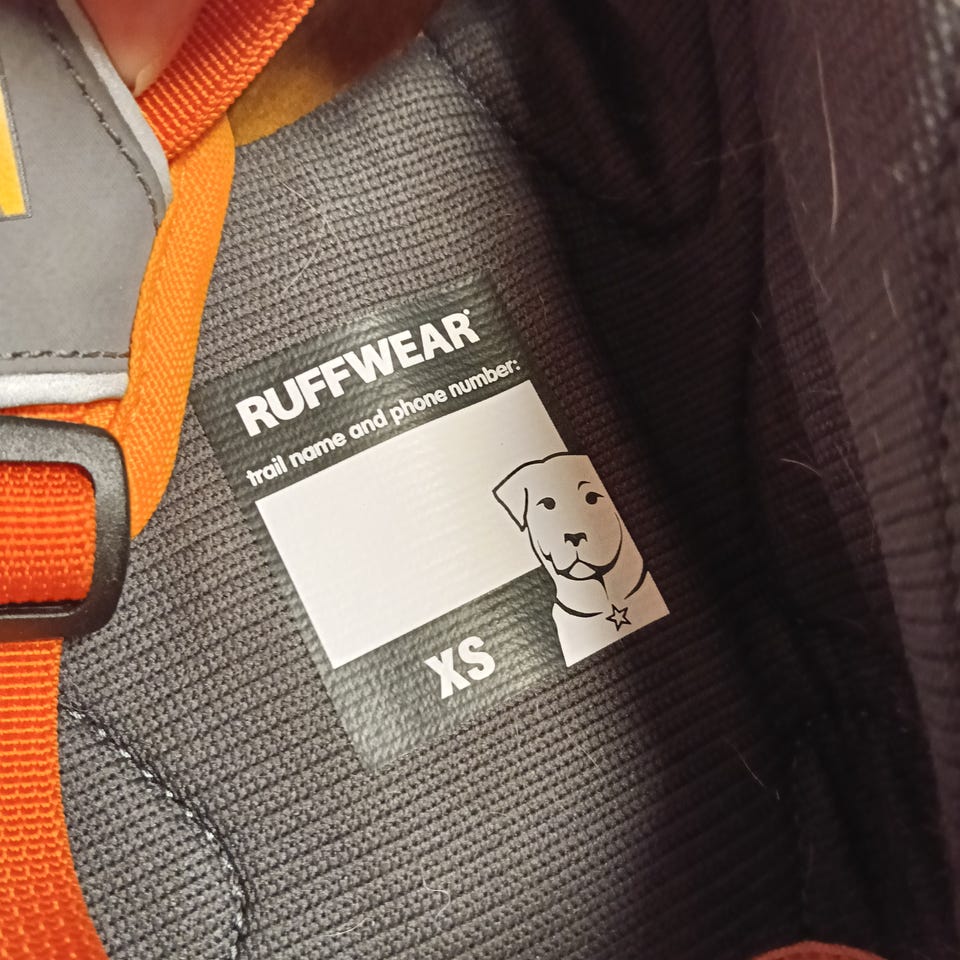 RUFFWEAR®
trail name and phone number:
XS